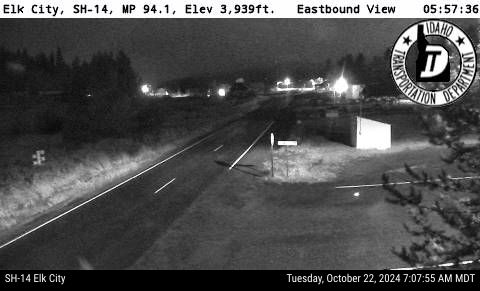 Elk City, SH-14, MP 94.1, Elev 3,939ft. Eastbound View 05:57:36
IDAHO
TRANSPORTATION DEPARTMENT
SH-14 Elk City Tuesday, October 22, 2024 7:07:55 AM MDT